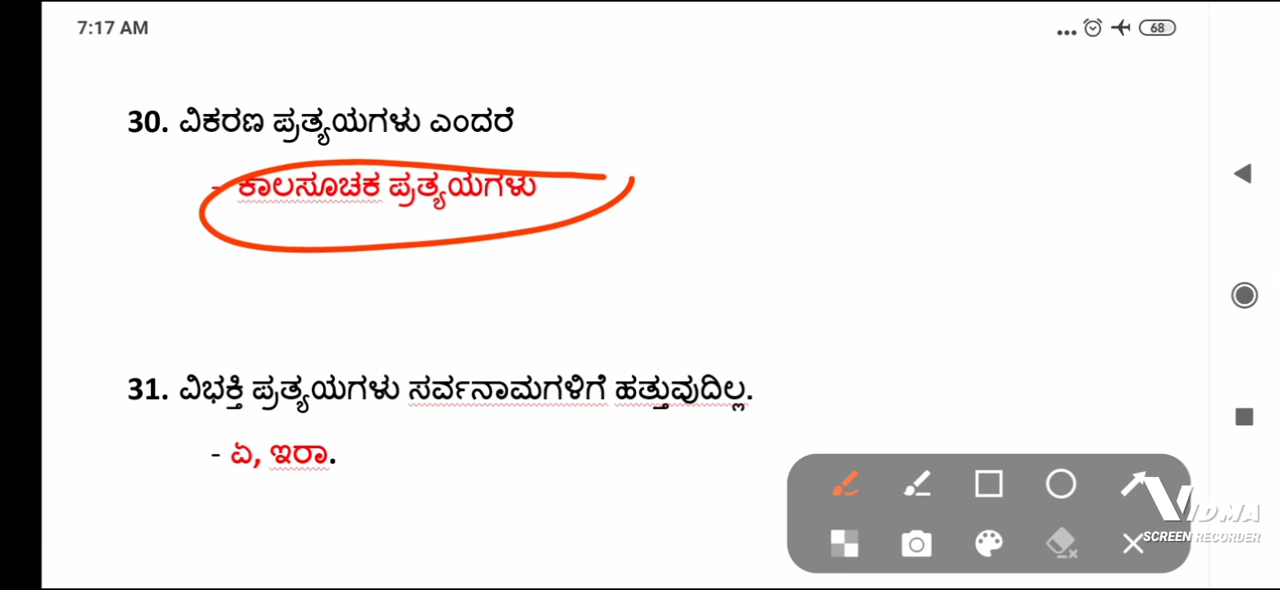 7:17 AM
68
30. ವಿಕರಣ ಪ್ರತ್ಯಯಗಳು ಎಂದರೆ
- ಕಾಲಸೂಚಕ ಪ್ರತ್ಯಯಗಳು
31. ವಿಭಕ್ತಿ ಪ್ರತ್ಯಯಗಳು ಸರ್ವನಾಮಗಳಿಗೆ ಹತ್ತುವುದಿಲ್ಲ.
- ಏ, ಇರಾ.
VIDMA
SCREEN RECORDER